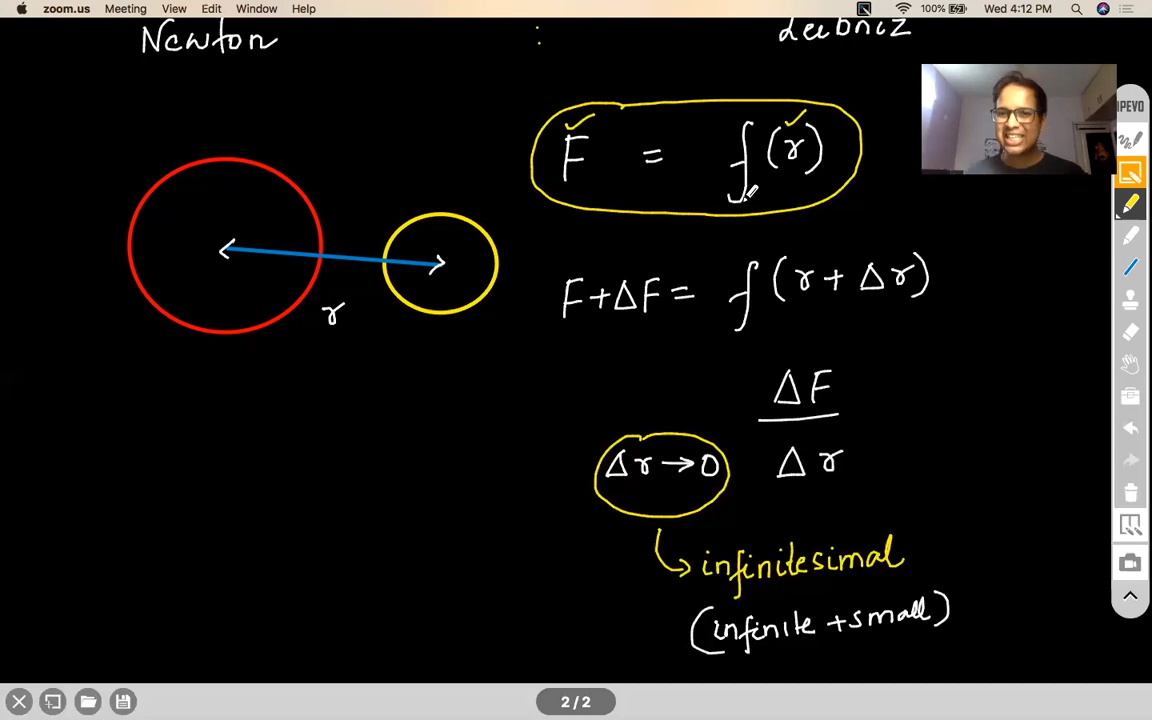 zoom.us Meeting View Edit Window Help 100% Wed 4:12 PM
Newton : Leibniz
IPEVO
F = f(r)
F+ΔF = f(r+Δr)
r
ΔF
Δr→0 Δr
infinitesimal
(infinite + small)
2/2